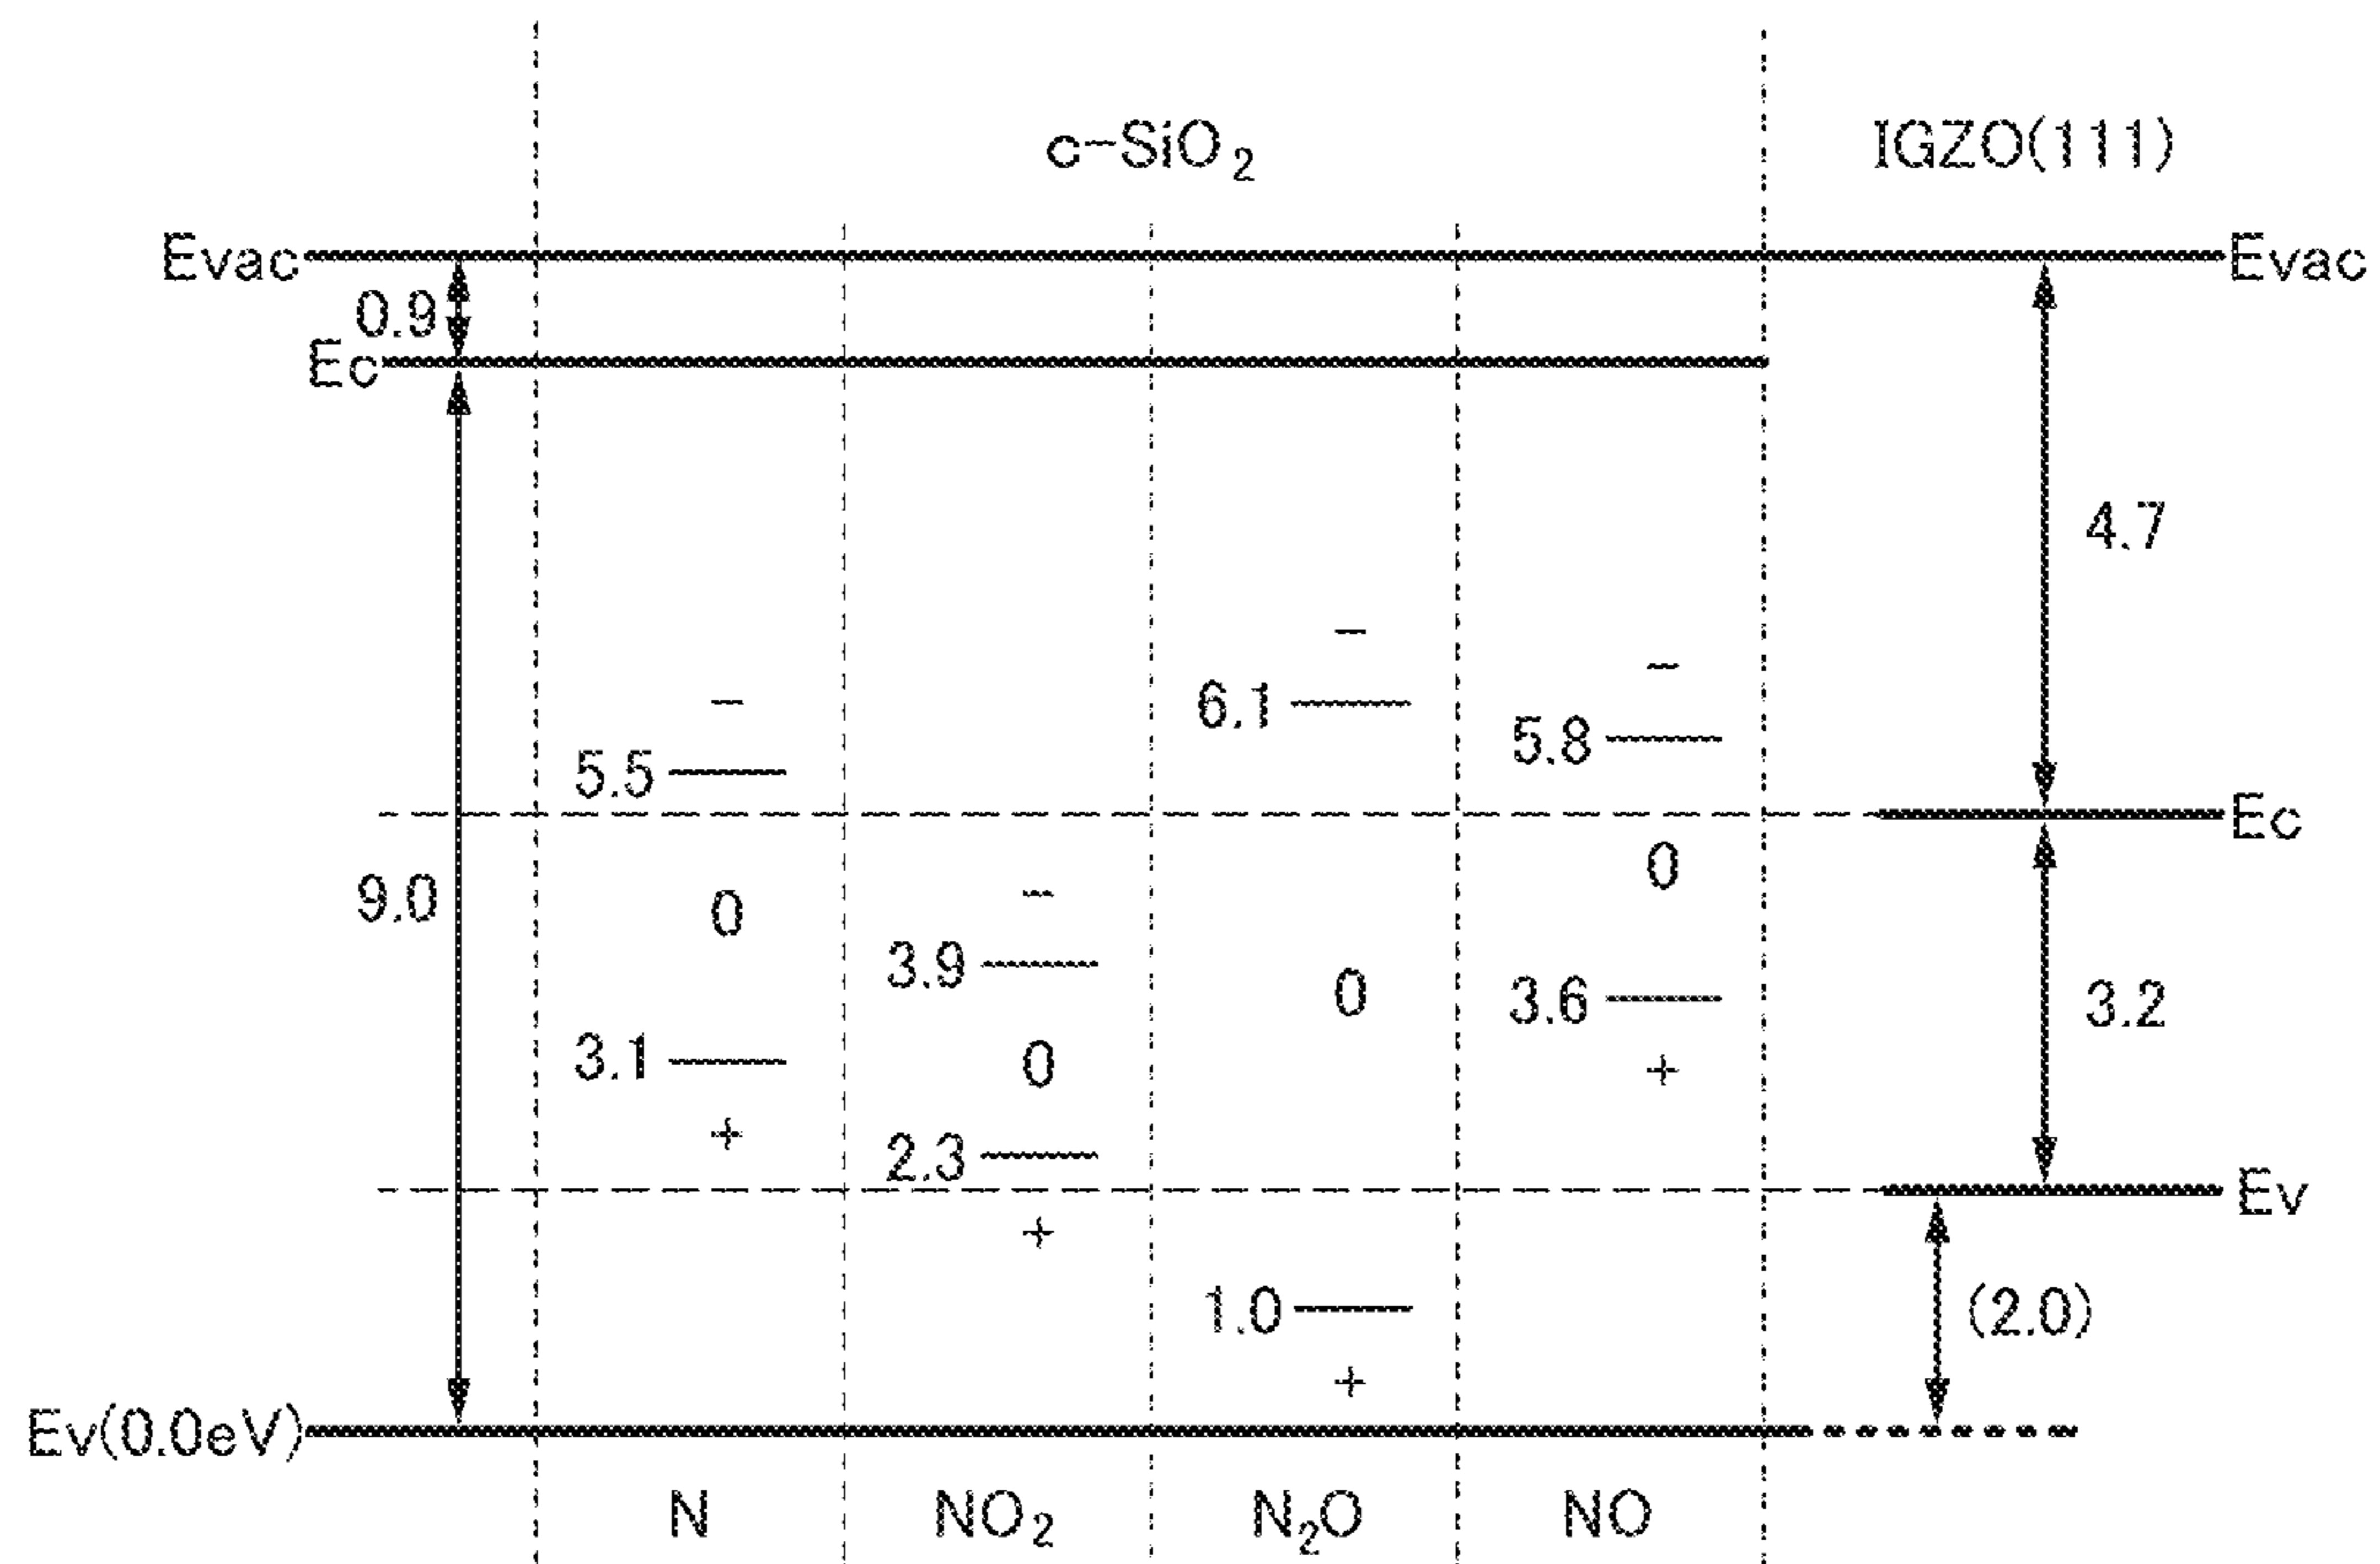 c-SiO₂ IGZO(111)
Evac Evac
0.9
Ec
4.7
−
6.1 −
− 5.8
5.5
Ec
0
9.0 0 −
3.9 0 3.6 3.2
3.1 0 +
+ 2.3
Ev
+
1.0 (2.0)
+
Ev(0.0eV)
N NO₂ N₂O NO